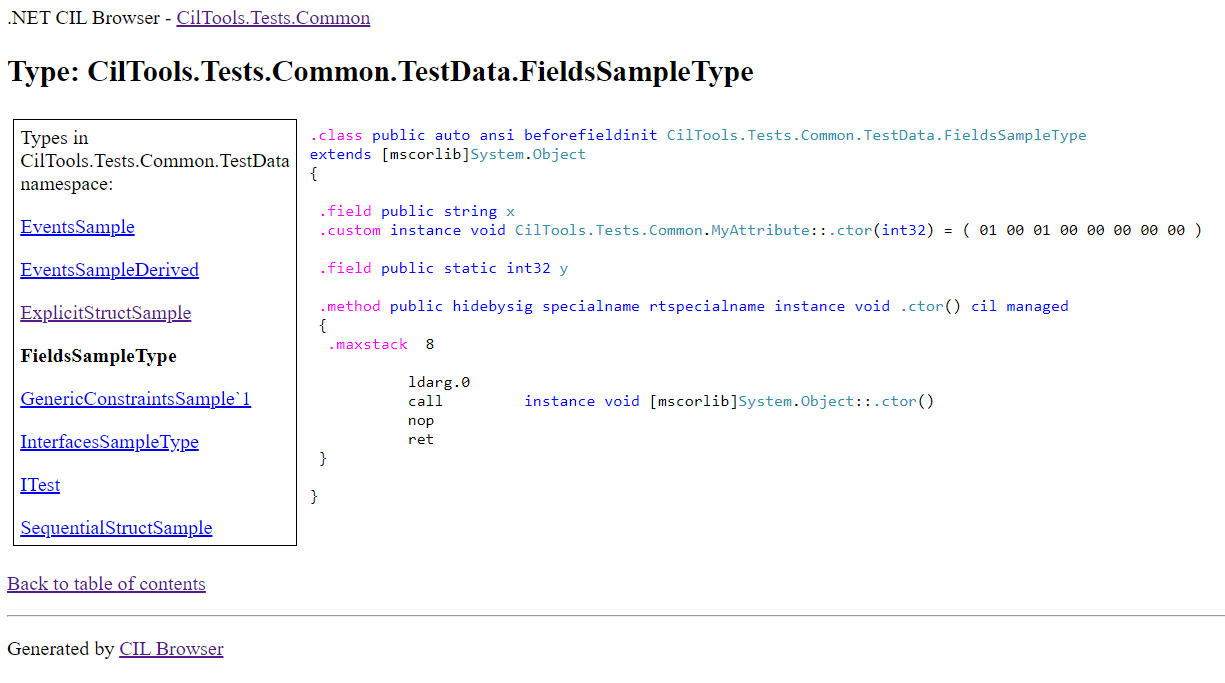 .NET CIL Browser - CilTools.Tests.Common
Type: CilTools.Tests.Common.TestData.FieldsSampleType
Types in
CilTools.Tests.Common.TestData
namespace:
EventsSample
EventsSampleDerived
ExplicitStructSample
FieldsSampleType
GenericConstraintsSample`1
InterfacesSampleType
ITest
SequentialStructSample
.class public auto ansi beforefieldinit CilTools.Tests.Common.TestData.FieldsSampleType
extends [mscorlib]System.Object
{
.field public string x
.custom instance void CilTools.Tests.Common.MyAttribute::.ctor(int32) = ( 01 00 01 00 00 00 00 00 )
.field public static int32 y
.method public hidebysig specialname rtspecialname instance void .ctor() cil managed
{
.maxstack  8
ldarg.0
call         instance void [mscorlib]System.Object::.ctor()
nop
ret
}
}
Back to table of contents
Generated by CIL Browser